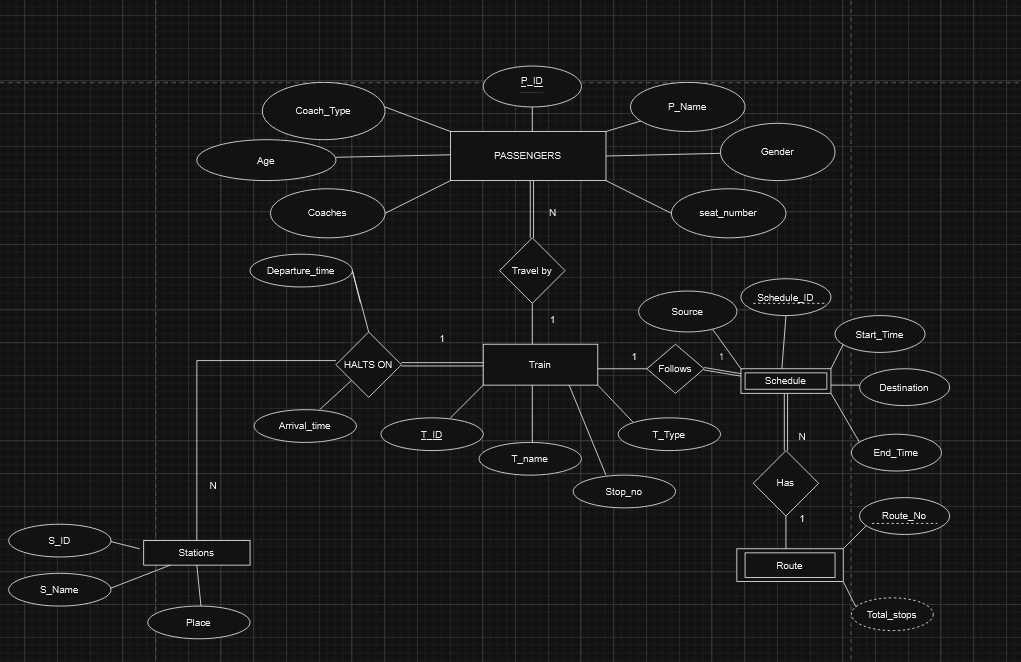 P_ID
Coach_Type
P_Name
PASSENGERS
Gender
Age
Coaches
seat_number
N
Departure_time
Travel by
Schedule_ID
Source
1
Start_Time
1
HALTS ON
Train
1
1
Follows
Schedule
Destination
Arrival_time
T_ID
T_Type
N
T_name
End_Time
Stop_no
Has
N
Route_No
1
S_ID
Stations
Route
S_Name
Place
Total_stops